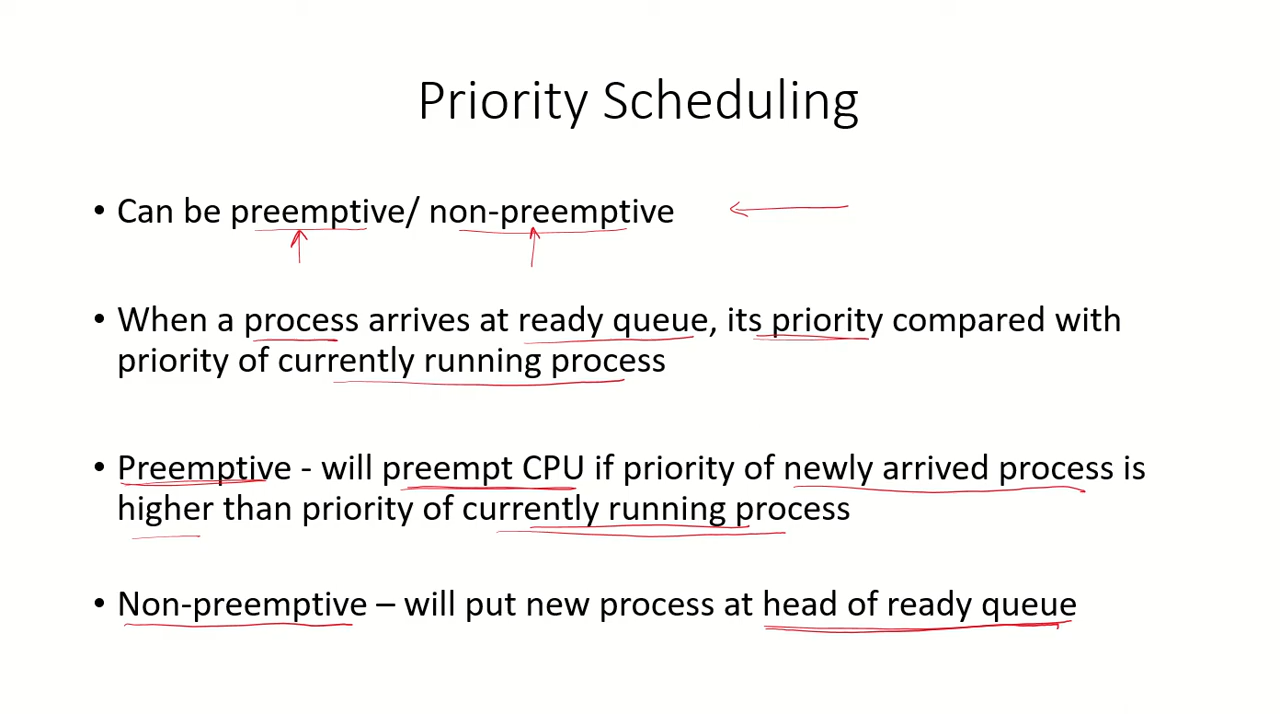 Priority Scheduling
• Can be preemptive/ non-preemptive
• When a process arrives at ready queue, its priority compared with
priority of currently running process
• Preemptive - will preempt CPU if priority of newly arrived process is
higher than priority of currently running process
• Non-preemptive – will put new process at head of ready queue